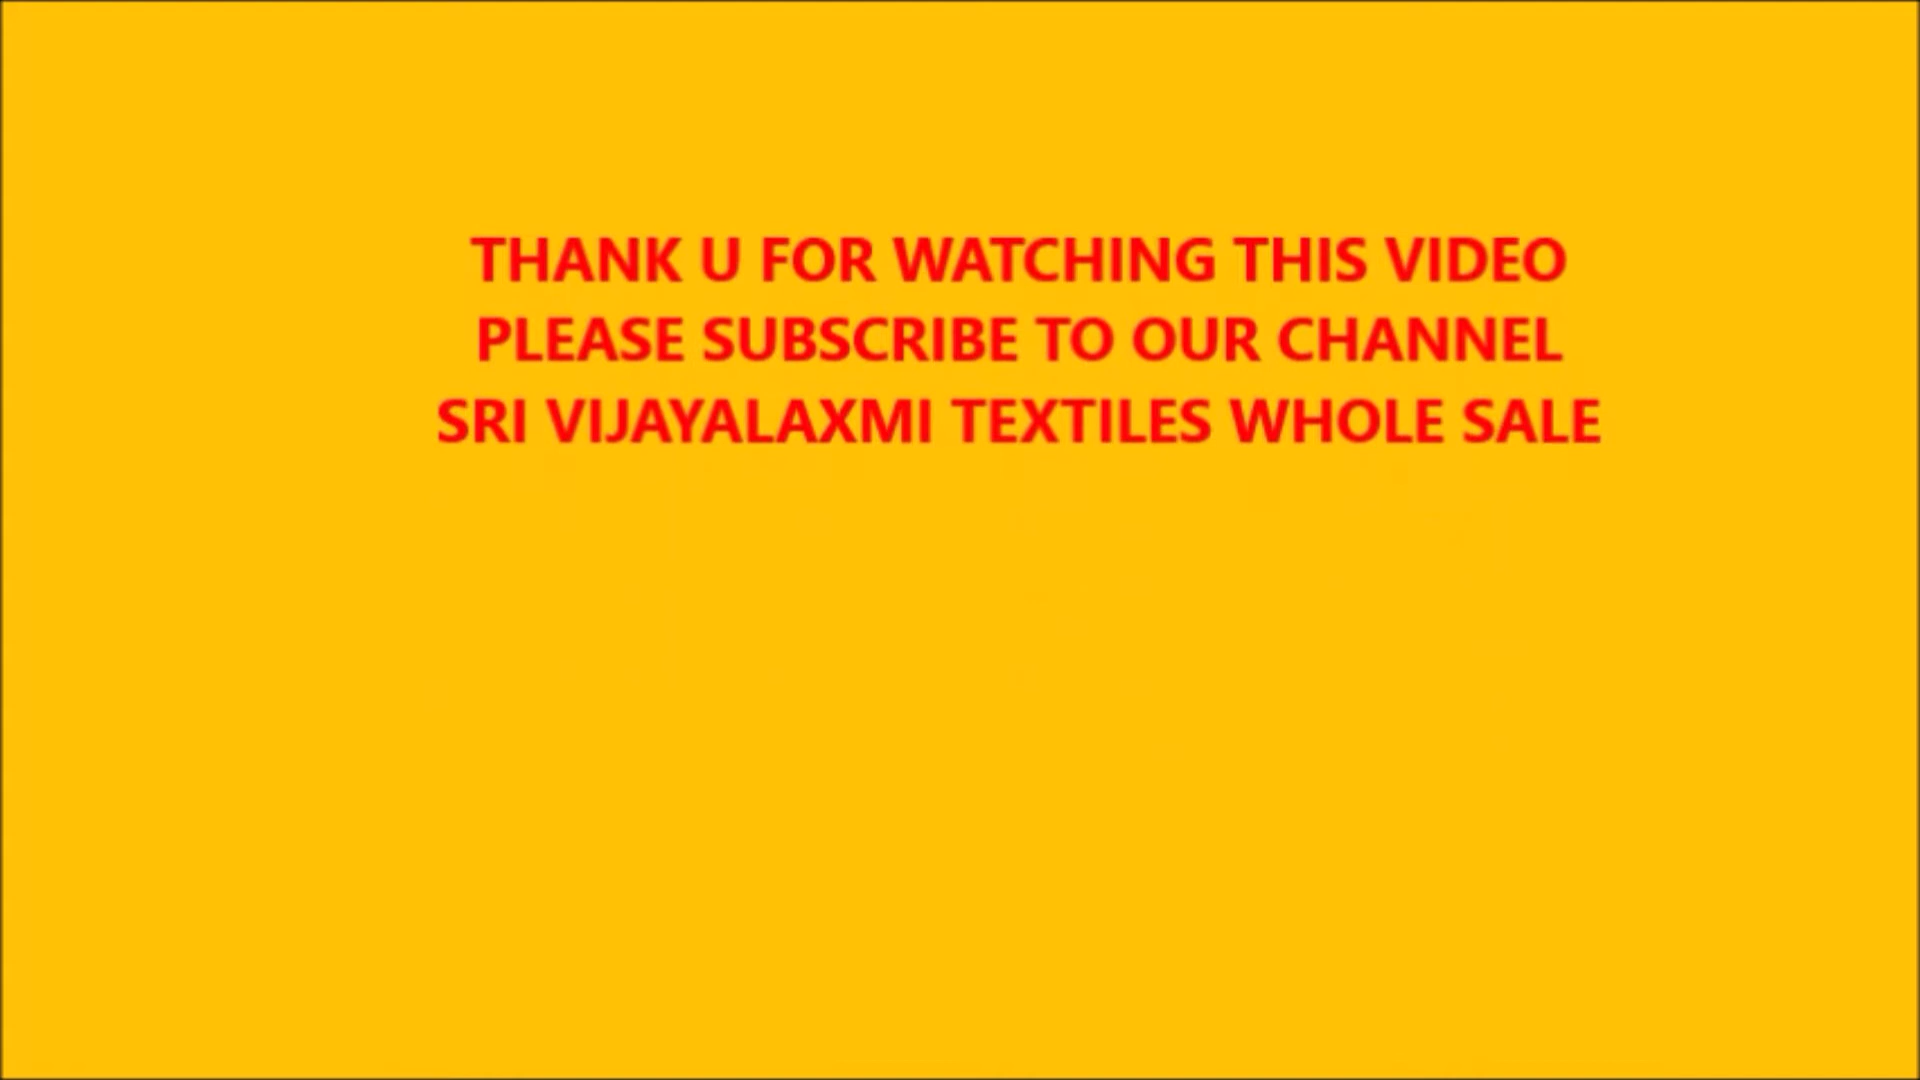 THANK U FOR WATCHING THIS VIDEO
PLEASE SUBSCRIBE TO OUR CHANNEL
SRI VIJAYALAXMI TEXTILES WHOLE SALE